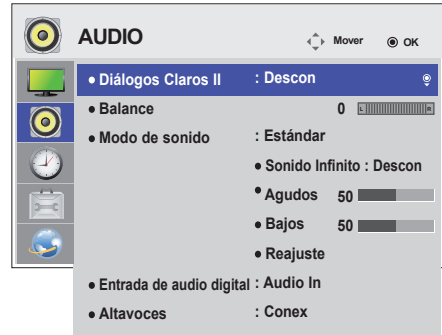 AUDIO
Mover OK
• Diálogos Claros II : Descon
• Balance 0 L R
• Modo de sonido : Estándar
• Sonido Infinito : Descon
• Agudos 50
• Bajos 50
• Reajuste
• Entrada de audio digital : Audio In
• Altavoces : Conex